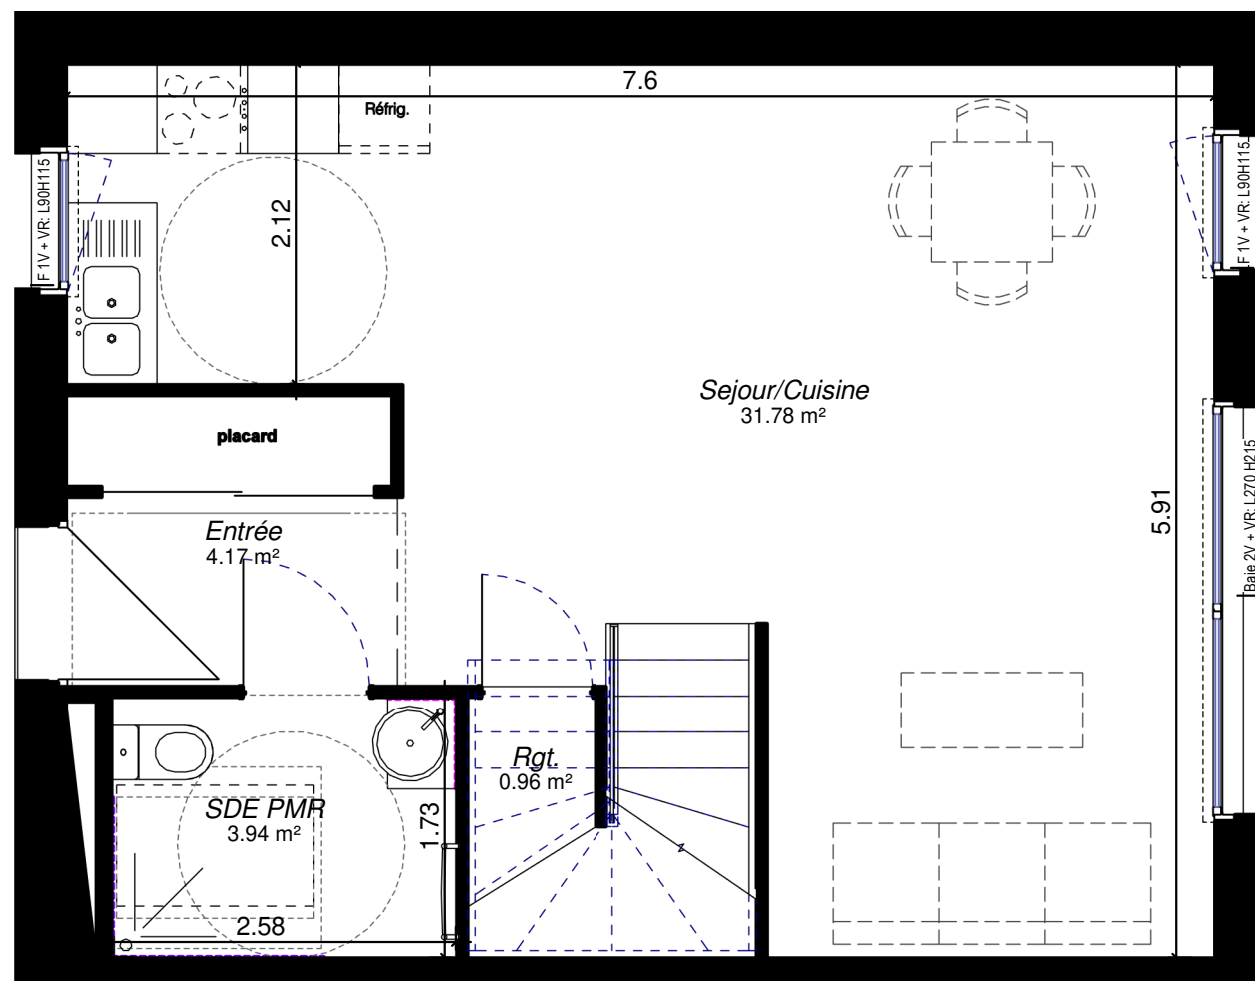 7.6
Réfrig.
F 1V + VR: L90H115
F 1V + VR: L90H115
2.12
Sejour/Cuisine
31.78 m²
placard
Baie 2V + VR: L270 H215
5.91
Entrée
4.17 m²
Rgt.
0.96 m²
SDE PMR
3.94 m²
1.73
2.58